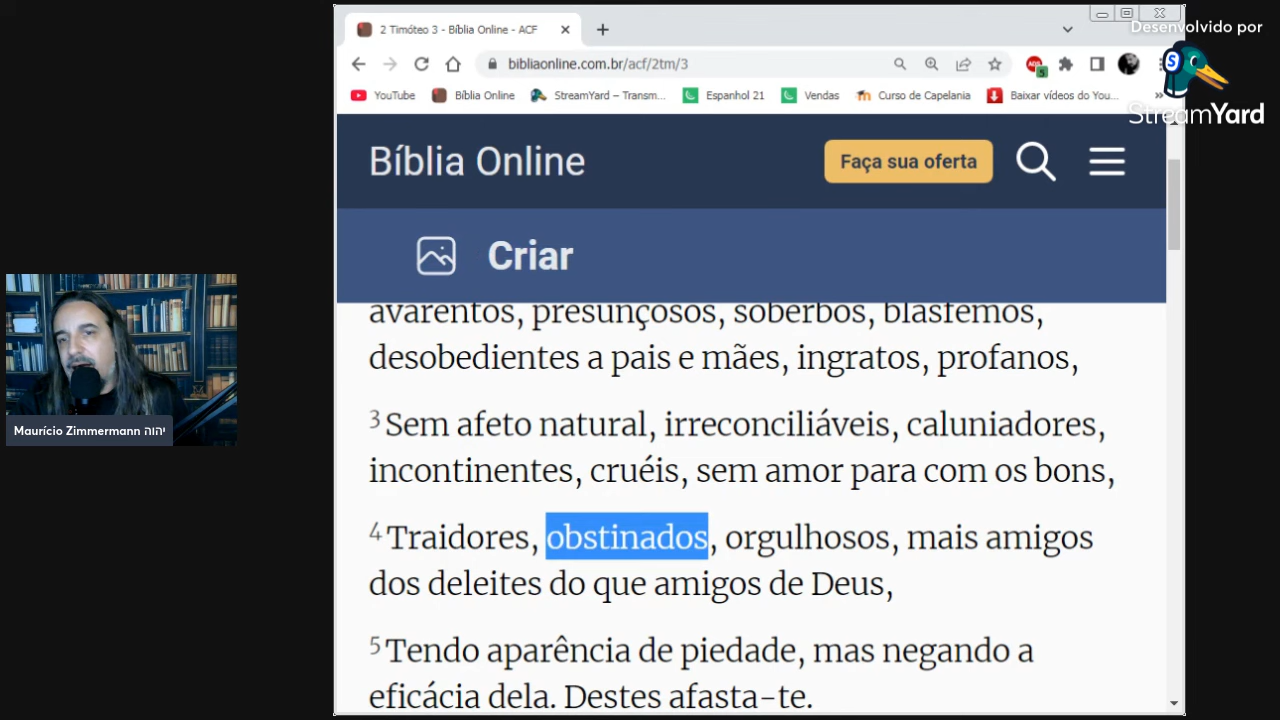 2 Timóteo 3 - Bíblia Online - ACF
Desenvolvido por
bibliaonline.com.br/acf/2tm/3
YouTube Bíblia Online StreamYard – Transm... Espanhol 21 Vendas Curso de Capelania Baixar vídeos do You... »
StreamYard
Bíblia Online Faça sua oferta
Criar
avarentos, presunçosos, soberbos, blasfemos,
desobedientes a pais e mães, ingratos, profanos,
3 Sem afeto natural, irreconciliáveis, caluniadores,
incontinentes, cruéis, sem amor para com os bons,
4 Traidores, obstinados, orgulhosos, mais amigos
dos deleites do que amigos de Deus,
5 Tendo aparência de piedade, mas negando a
eficácia dela. Destes afasta-te.
Maurício Zimmermann יהוה